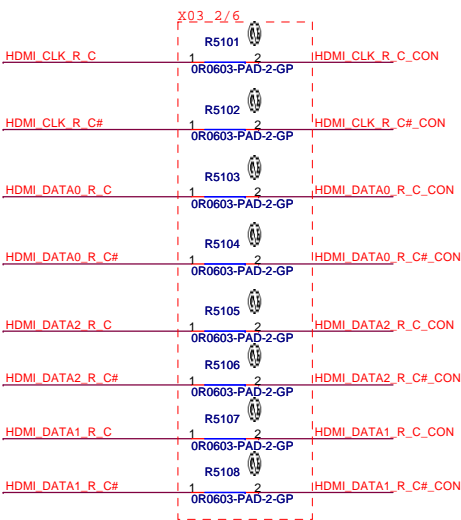 X03_2/6
R5101
HDMI_CLK_R_C 1 2 HDMI_CLK_R_C_CON
0R0603-PAD-2-GP
R5102
HDMI_CLK_R_C# 1 2 HDMI_CLK_R_C#_CON
0R0603-PAD-2-GP
R5103
HDMI_DATA0_R_C 1 2 HDMI_DATA0_R_C_CON
0R0603-PAD-2-GP
R5104
HDMI_DATA0_R_C# 1 2 HDMI_DATA0_R_C#_CON
0R0603-PAD-2-GP
R5105
HDMI_DATA2_R_C 1 2 HDMI_DATA2_R_C_CON
0R0603-PAD-2-GP
R5106
HDMI_DATA2_R_C# 1 2 HDMI_DATA2_R_C#_CON
0R0603-PAD-2-GP
R5107
HDMI_DATA1_R_C 1 2 HDMI_DATA1_R_C_CON
0R0603-PAD-2-GP
R5108
HDMI_DATA1_R_C# 1 2 HDMI_DATA1_R_C#_CON
0R0603-PAD-2-GP